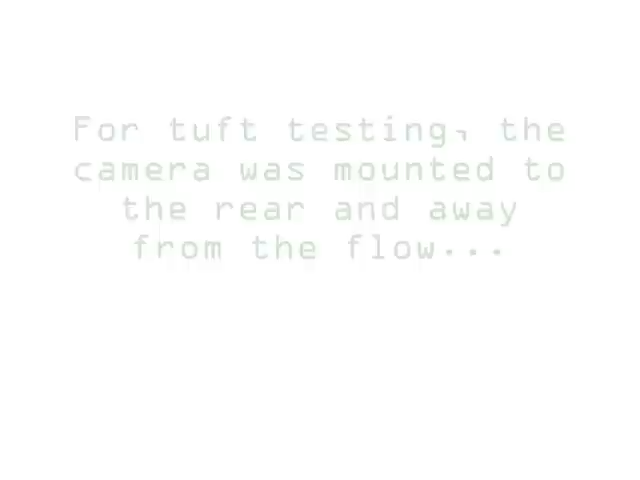 For tuft testing, the
camera was mounted to
the rear and away
from the flow...